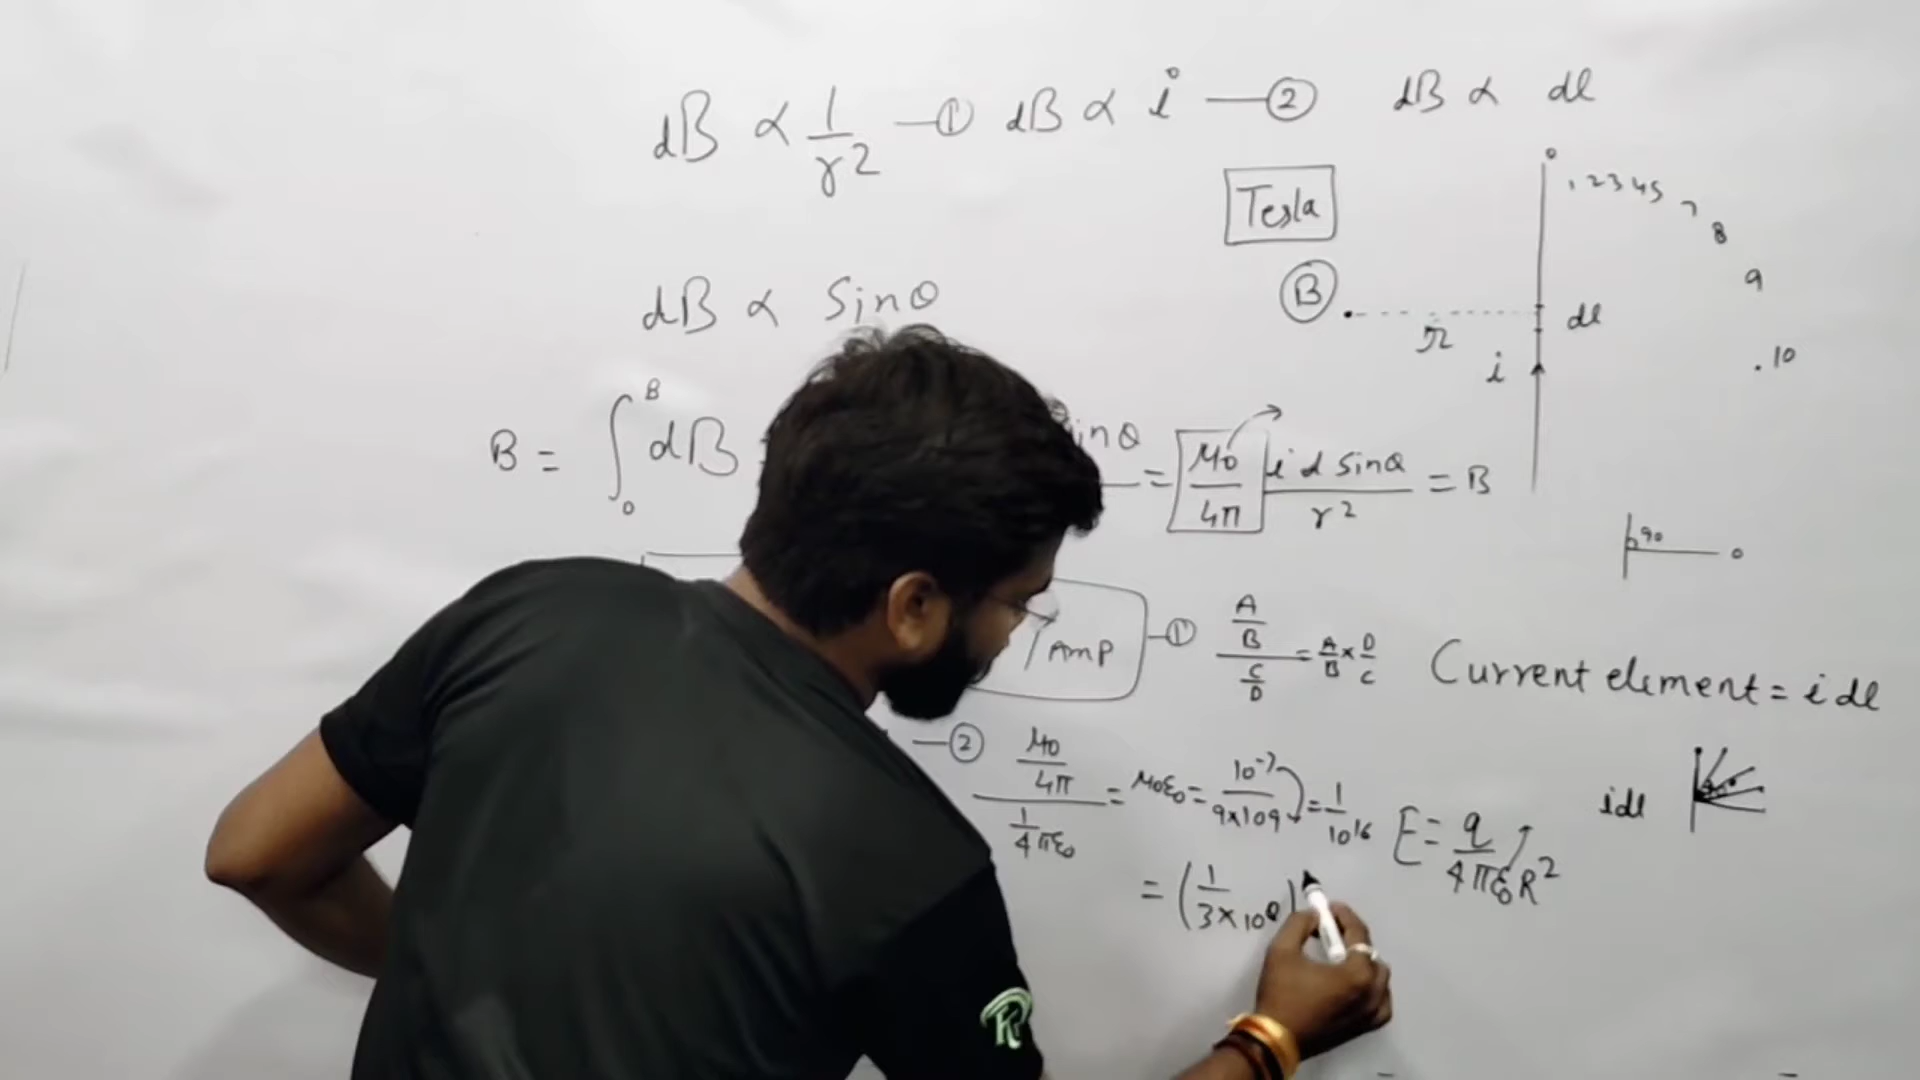 dB ∝ 1/r2 —① dB ∝ i —② dB ∝ dl
Tesla
1 2 3 4 5 7 8 9 10
B
r
dl
i
dB ∝ Sinθ
B = ∫ 0 B dB
inθ = μ0/4π i d sinθ/r2 = B
90
/Amp —①
A/B / C/D = A/B × D/C
Current element = i dl
—② μ0/4π / 1/4πε0 = μ0ε0 = 10-7/9×109 = 1/1016
E = q/4πε0R2
idl
= (1/3×108)
R